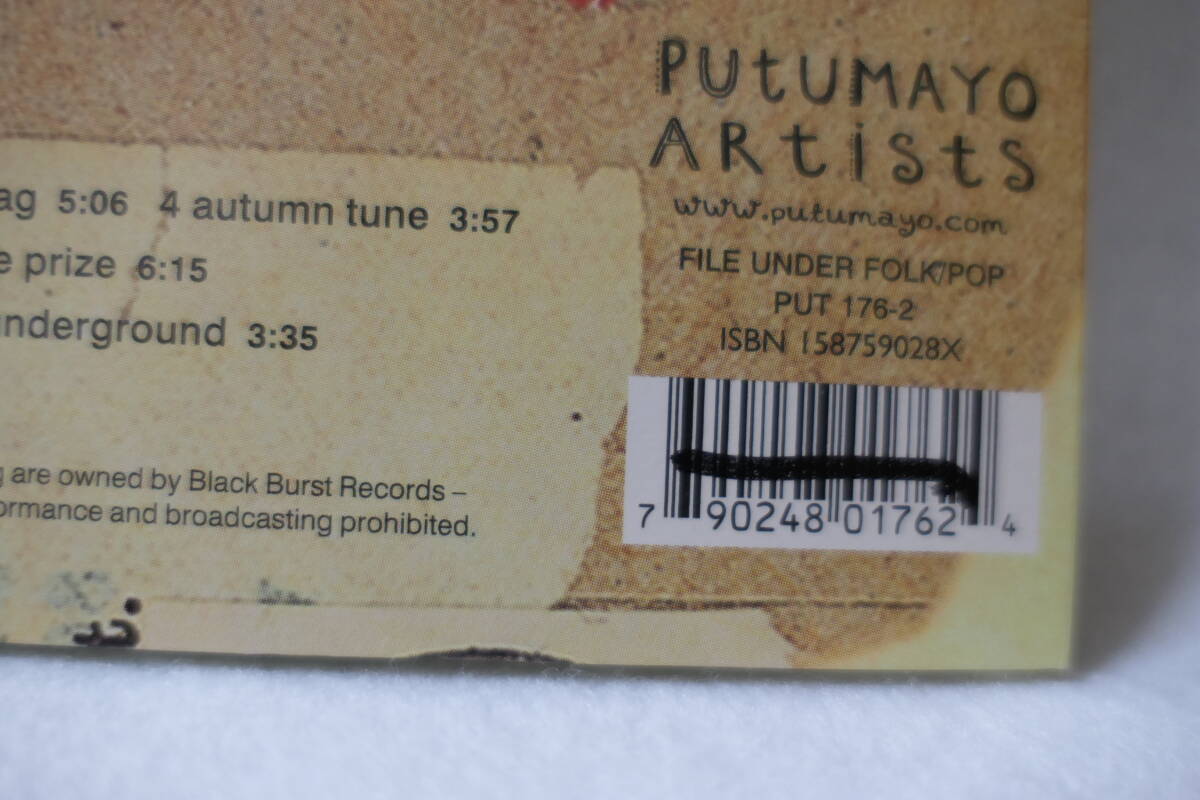 PUTUMAYO
ARTISTS
www.putumayo.com
FILE UNDER FOLK/POP
PUT 176-2
ISBN 158759028X
ag 5:06 4 autumn tune 3:57
e prize 6:15
underground 3:35
g are owned by Black Burst Records –
ormance and broadcasting prohibited.
7 90248 01762 4